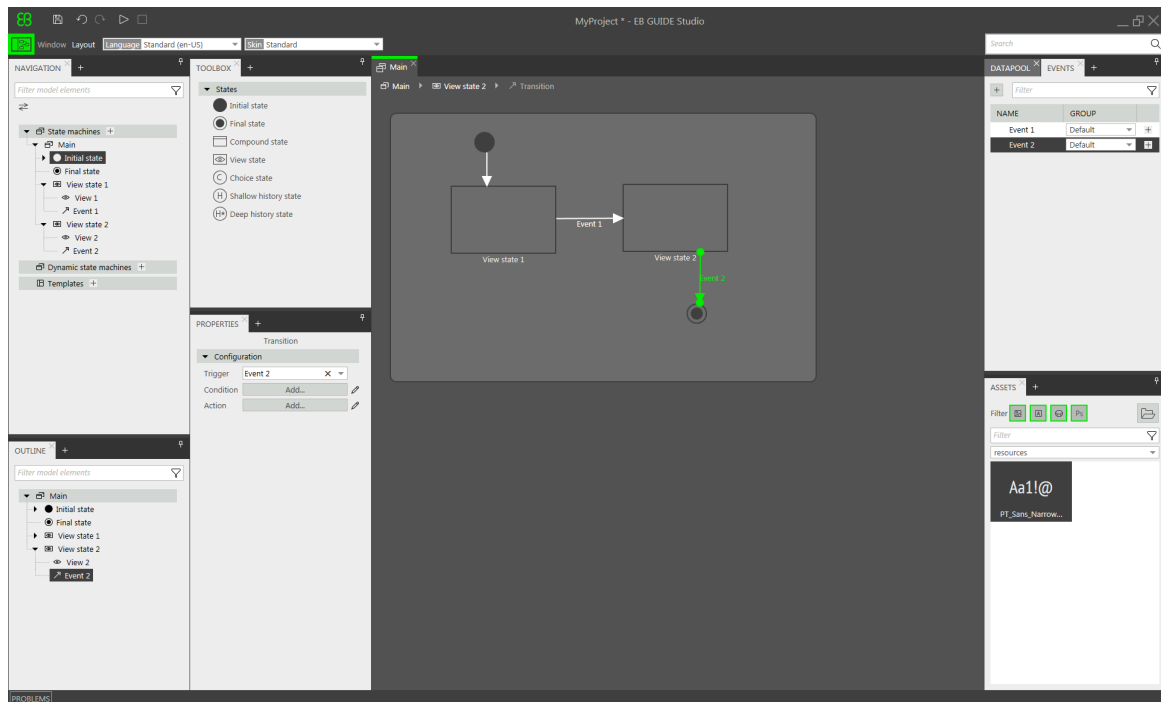 MyProject * - EB GUIDE Studio
Window Layout Language Standard (en-US) Skin Standard
Search
NAVIGATION
Filter model elements
State machines
Main
Initial state
Final state
View state 1
View 1
Event 1
View state 2
View 2
Event 2
Dynamic state machines
Templates
OUTLINE
Filter model elements
Main
Initial state
Final state
View state 1
View state 2
View 2
Event 2
TOOLBOX
States
Initial state
Final state
Compound state
View state
C Choice state
H Shallow history state
H* Deep history state
PROPERTIES
Transition
Configuration
Trigger Event 2
Condition Add...
Action Add...
Main
Main View state 2 Transition
Event 1
View state 1
View state 2
Event 2
DATAPOOL EVENTS
Filter
NAME GROUP
Event 1 Default
Event 2 Default
ASSETS
Filter A Ps
Filter
resources
Aa1!@
PT_Sans_Narrow...
PROBLEMS